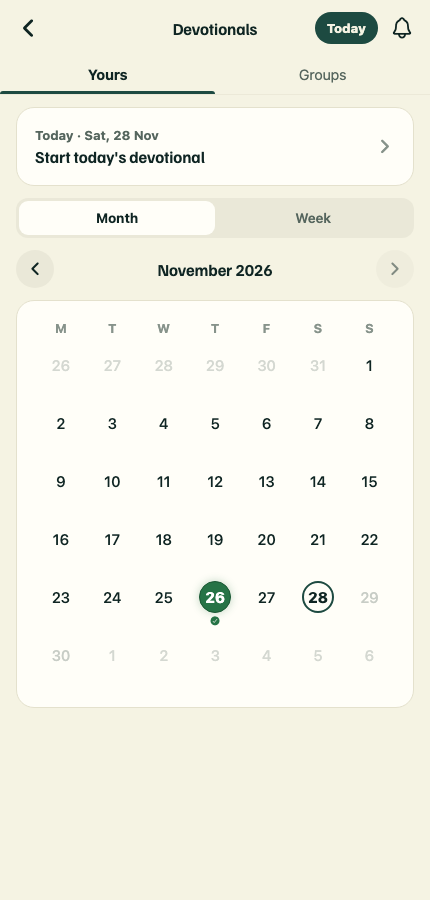 Devotionals
Today
Yours
Groups
Today · Sat, 28 Nov
Start today's devotional
Month
Week
November 2026
M T W T F S S
26 27 28 29 30 31 1
2 3 4 5 6 7 8
9 10 11 12 13 14 15
16 17 18 19 20 21 22
23 24 25 26 27 28 29
30 1 2 3 4 5 6